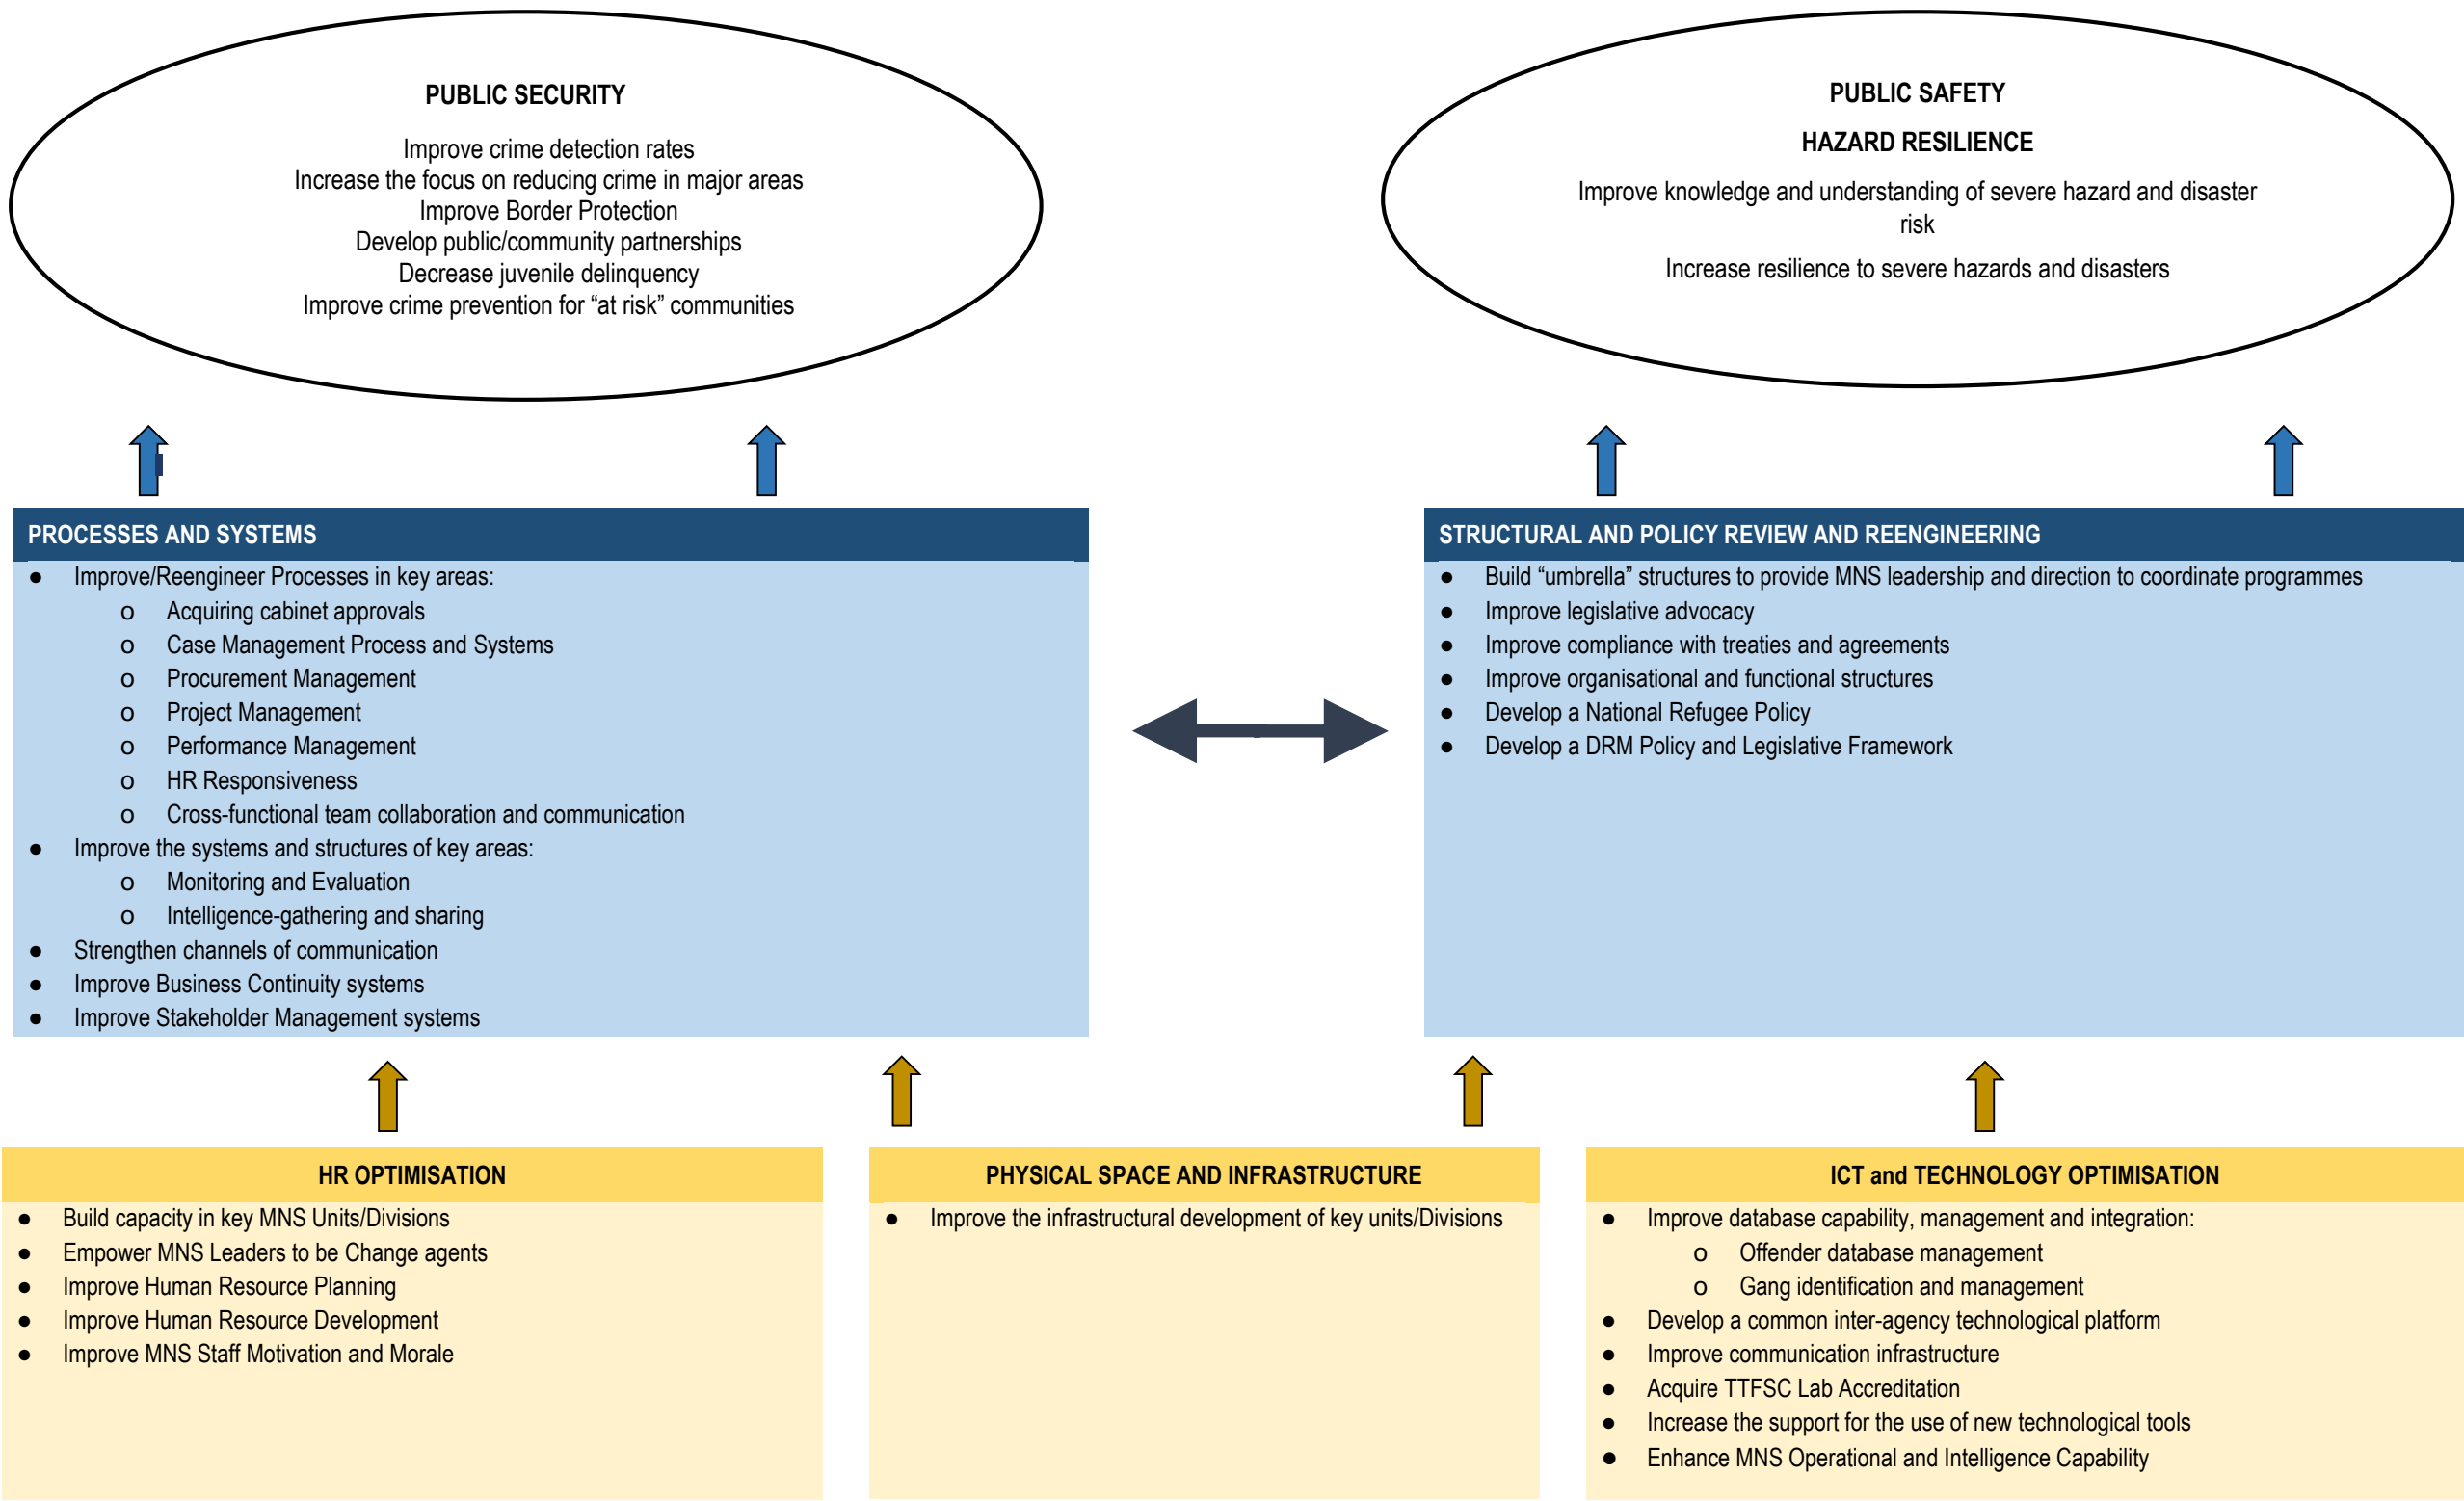 PUBLIC SECURITY
Improve crime detection rates
Increase the focus on reducing crime in major areas
Improve Border Protection
Develop public/community partnerships
Decrease juvenile delinquency
Improve crime prevention for “at risk” communities
PUBLIC SAFETY
HAZARD RESILIENCE
Improve knowledge and understanding of severe hazard and disaster
risk
Increase resilience to severe hazards and disasters
PROCESSES AND SYSTEMS
● Improve/Reengineer Processes in key areas:
o Acquiring cabinet approvals
o Case Management Process and Systems
o Procurement Management
o Project Management
o Performance Management
o HR Responsiveness
o Cross-functional team collaboration and communication
● Improve the systems and structures of key areas:
o Monitoring and Evaluation
o Intelligence-gathering and sharing
● Strengthen channels of communication
● Improve Business Continuity systems
● Improve Stakeholder Management systems
STRUCTURAL AND POLICY REVIEW AND REENGINEERING
● Build “umbrella” structures to provide MNS leadership and direction to coordinate programmes
● Improve legislative advocacy
● Improve compliance with treaties and agreements
● Improve organisational and functional structures
● Develop a National Refugee Policy
● Develop a DRM Policy and Legislative Framework
HR OPTIMISATION
● Build capacity in key MNS Units/Divisions
● Empower MNS Leaders to be Change agents
● Improve Human Resource Planning
● Improve Human Resource Development
● Improve MNS Staff Motivation and Morale
PHYSICAL SPACE AND INFRASTRUCTURE
● Improve the infrastructural development of key units/Divisions
ICT and TECHNOLOGY OPTIMISATION
● Improve database capability, management and integration:
o Offender database management
o Gang identification and management
● Develop a common inter-agency technological platform
● Improve communication infrastructure
● Acquire TTFSC Lab Accreditation
● Increase the support for the use of new technological tools
● Enhance MNS Operational and Intelligence Capability